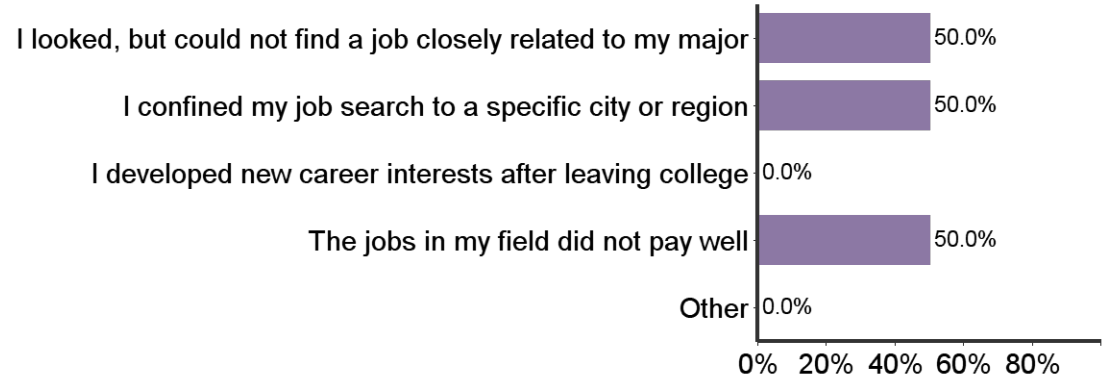 I looked, but could not find a job closely related to my major 50.0%
I confined my job search to a specific city or region 50.0%
I developed new career interests after leaving college 0.0%
The jobs in my field did not pay well 50.0%
Other 0.0%
0% 20% 40% 60% 80%